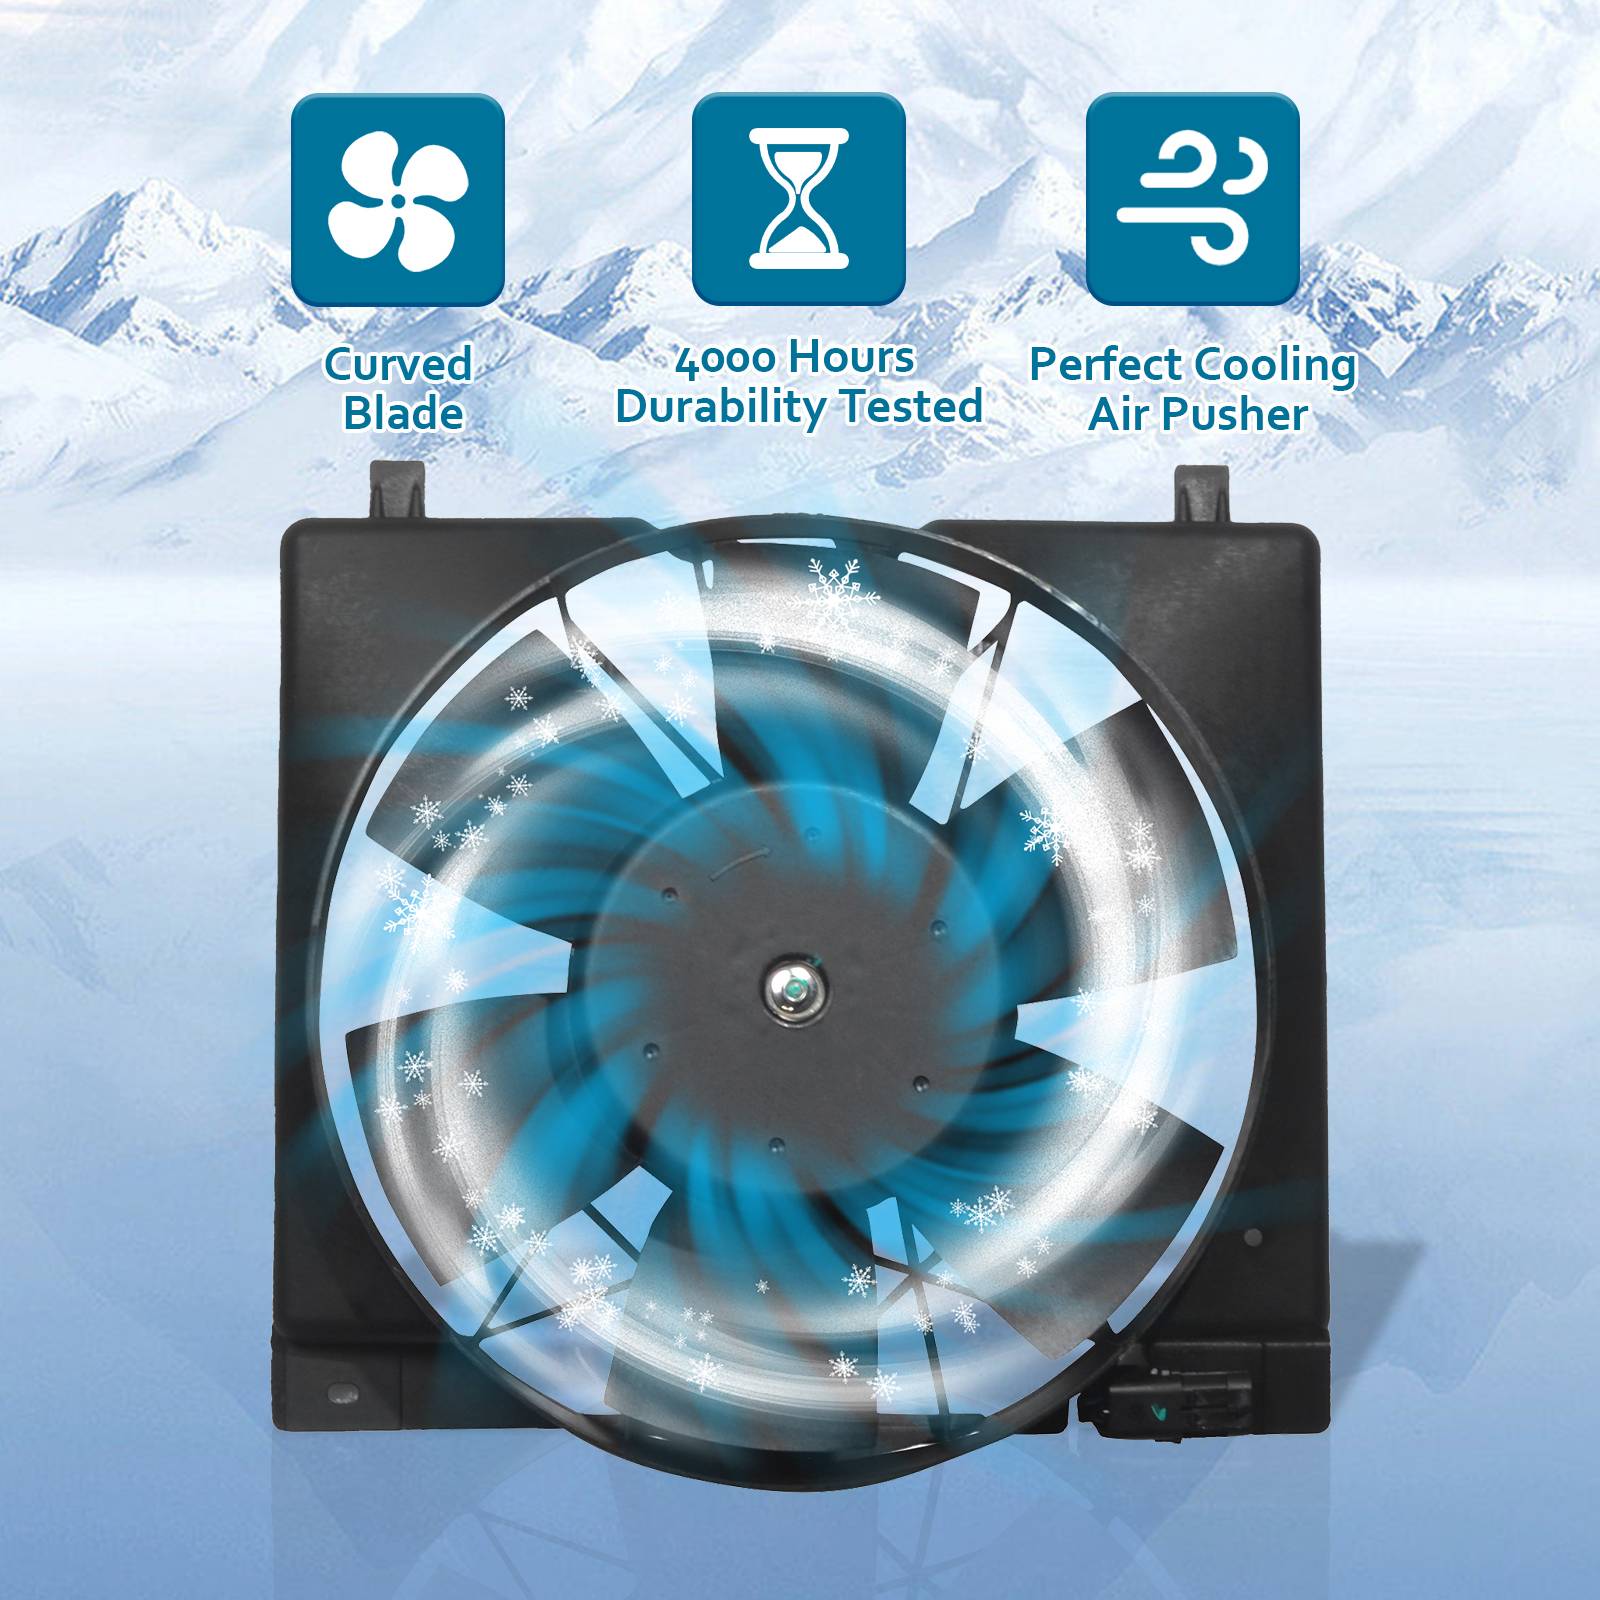 Curved
Blade
4000 Hours
Durability Tested
Perfect Cooling
Air Pusher